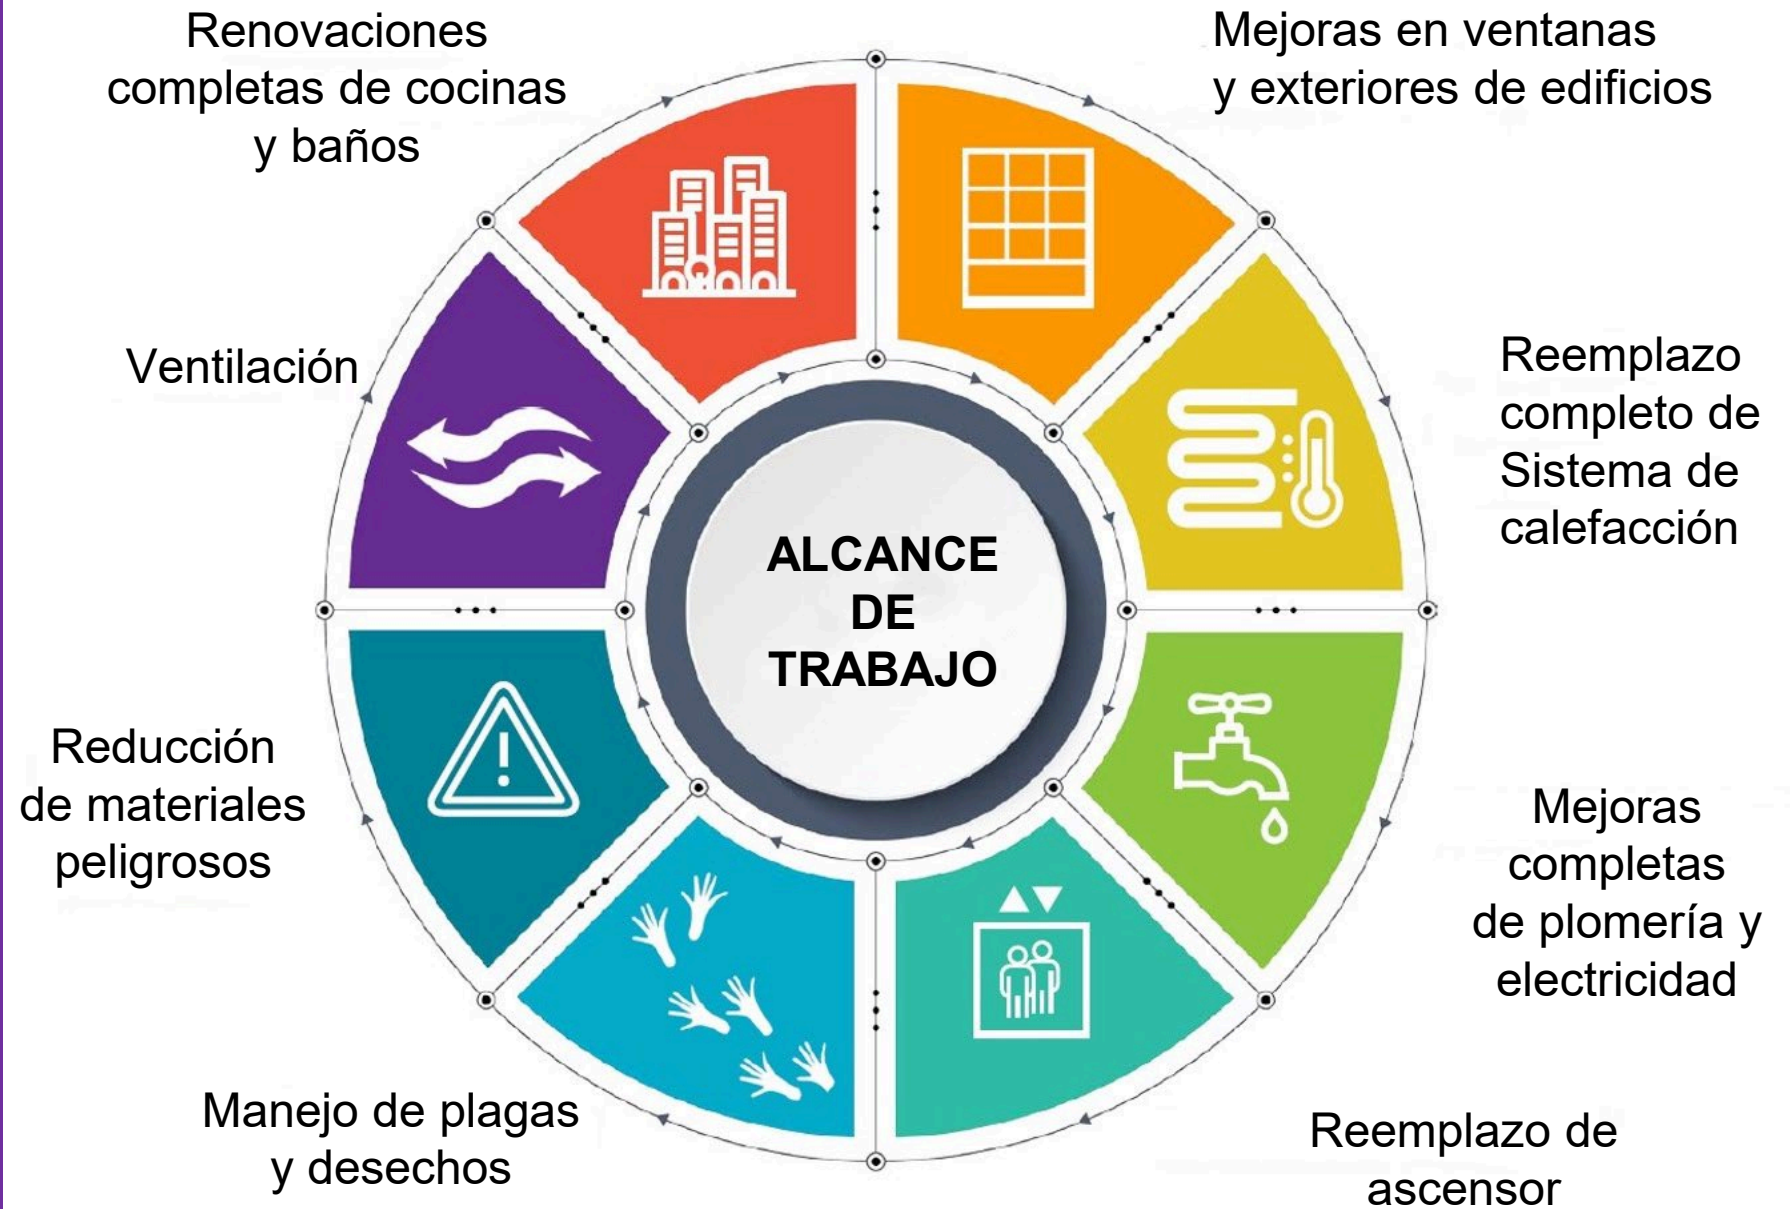 Renovaciones
completas de cocinas
y baños
Mejoras en ventanas
y exteriores de edificios
Ventilación
Reemplazo
completo de
Sistema de
calefacción
ALCANCE
DE
TRABAJO
Reducción
de materiales
peligrosos
Mejoras
completas
de plomería y
electricidad
Manejo de plagas
y desechos
Reemplazo de
ascensor